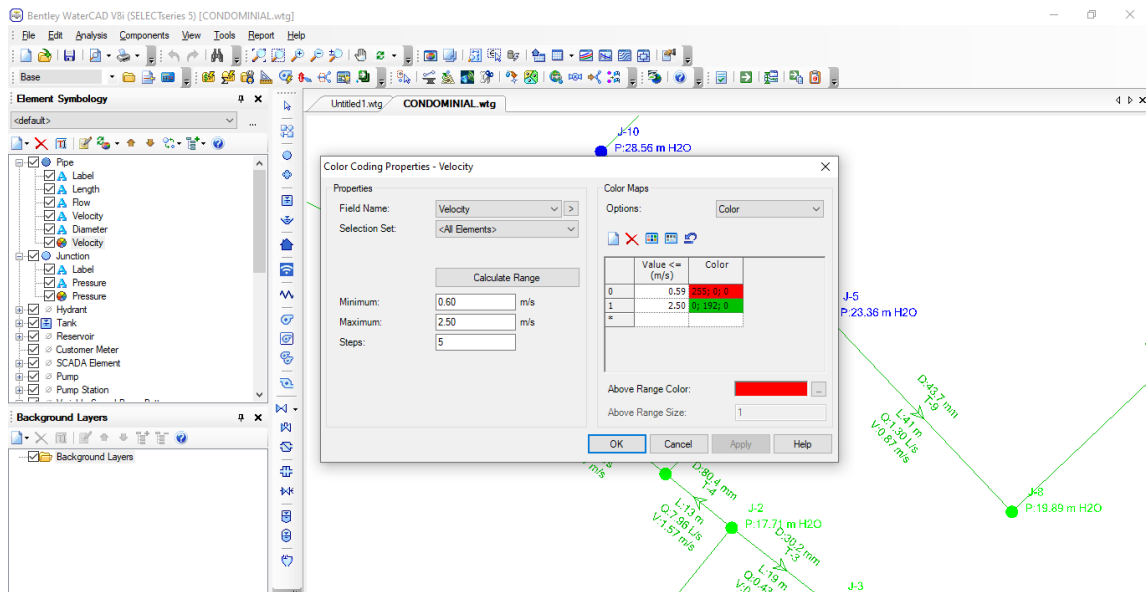 Bentley WaterCAD V8i (SELECTseries 5) [CONDOMINIAL.wtg]
File Edit Analysis Components View Tools Report Help
Base
Element Symbology
<default>
...
Pipe
Label
Length
Flow
Velocity
Diameter
Velocity
Junction
Label
Pressure
Pressure
Hydrant
Tank
Reservoir
Customer Meter
SCADA Element
Pump
Pump Station
Background Layers
Background Layers
Untitled1.wtg CONDOMINIAL.wtg
J-10
P:28.56 m H2O
Color Coding Properties - Velocity
Properties
Field Name: Velocity >
Selection Set: <All Elements>
Calculate Range
Minimum: 0.60 m/s
Maximum: 2.50 m/s
Steps: 5
Color Maps
Options: Color
Value <= (m/s) Color
0 0.59 255; 0; 0
1 2.50 0; 192; 0
*
Above Range Color: ...
Above Range Size: 1
OK Cancel Apply Help
J-5
P:23.36 m H2O
D:43.7 mm
T-9
L:41 m
Q:1.30 L/s
V:0.87 m/s
J-8
P:19.89 m H2O
m/s
D:80.4 mm
T-4
L:13 m
Q:7.96 L/s
V:1.57 m/s
J-2
P:17.71 m H2O
D:30.2 mm
T-3
L:19 m
J-3